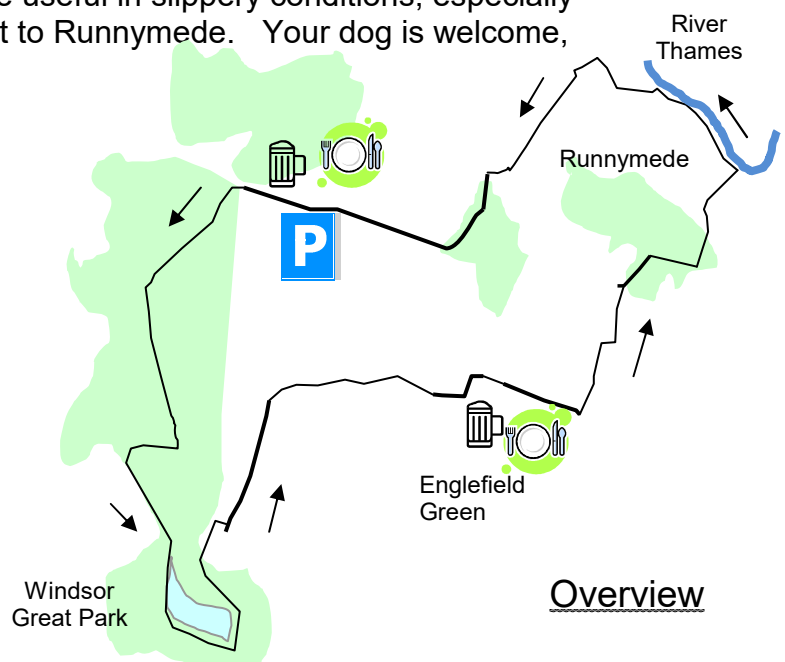 e useful in slippery conditions, especially
t to Runnymede. Your dog is welcome,
River
Thames
Runnymede
P
Englefield
Green
Windsor
Great Park
Overview